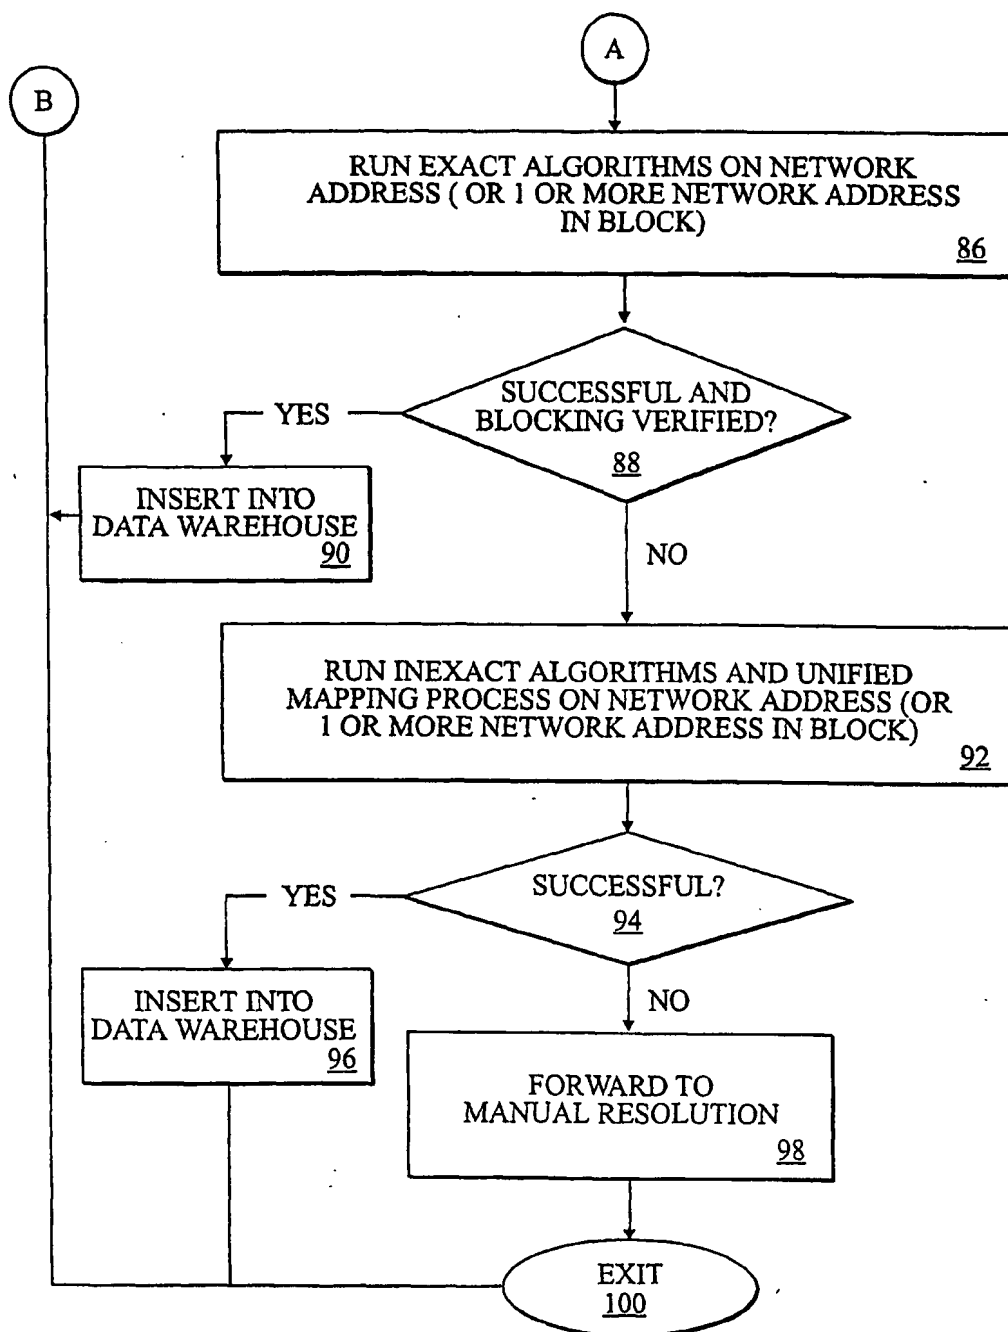 A
B
RUN EXACT ALGORITHMS ON NETWORK
ADDRESS ( OR 1 OR MORE NETWORK ADDRESS
IN BLOCK)
86
SUCCESSFUL AND
BLOCKING VERIFIED?
88
YES
INSERT INTO
DATA WAREHOUSE
90
NO
RUN INEXACT ALGORITHMS AND UNIFIED
MAPPING PROCESS ON NETWORK ADDRESS (OR
1 OR MORE NETWORK ADDRESS IN BLOCK)
92
SUCCESSFUL?
94
YES
INSERT INTO
DATA WAREHOUSE
96
NO
FORWARD TO
MANUAL RESOLUTION
98
EXIT
100